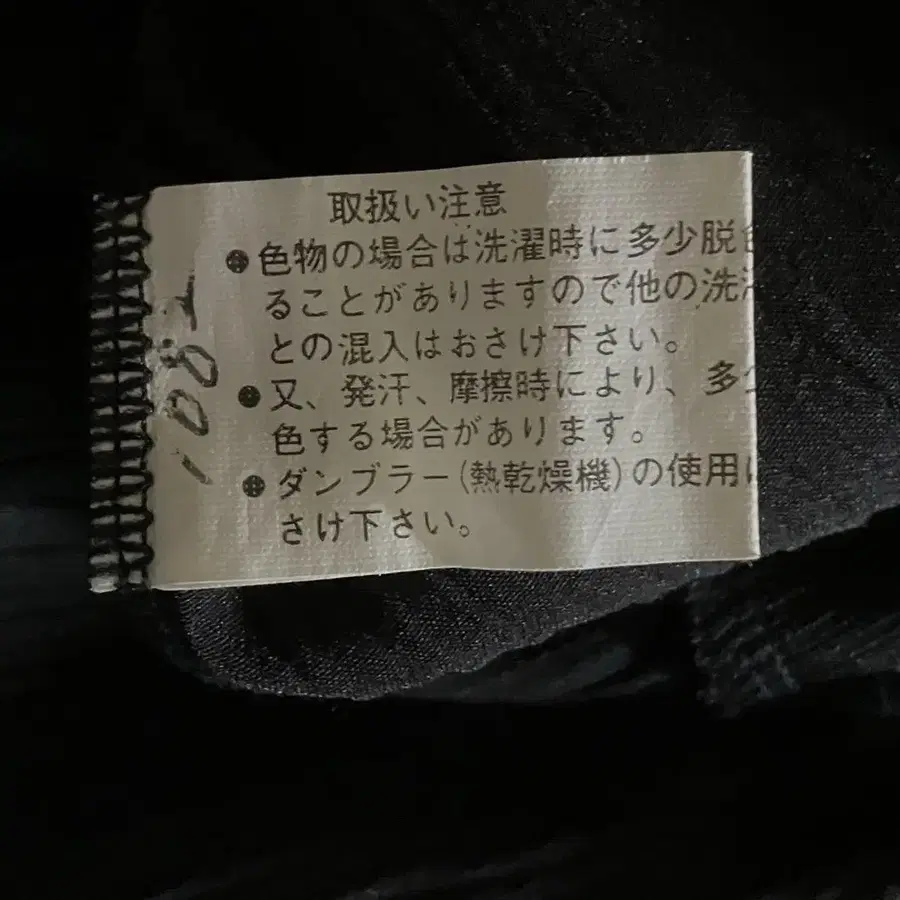 取扱い注意
●色物の場合は洗濯時に多少脱
ることがありますので他の洗
との混入はおさけ下さい。
●又、発汗、摩擦時により、多
色する場合があります。
●ダンブラー(熱乾燥機)の使用
さけ下さい。